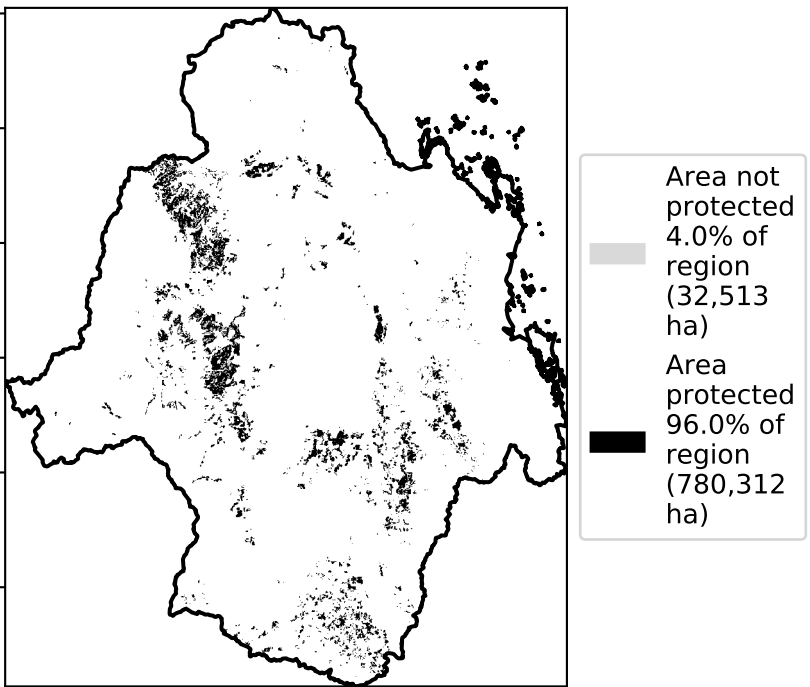 Area not
protected
4.0% of
region
(32,513
ha)
Area
protected
96.0% of
region
(780,312
ha)